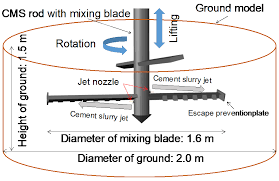 CMS rod with mixing blade
Ground model
Lifting
Rotation
Height of ground: 1.5 m
Jet nozzle
Cement slurry jet
Cement slurry jet
Escape preventionplate
Diameter of mixing blade: 1.6 m
Diameter of ground: 2.0 m